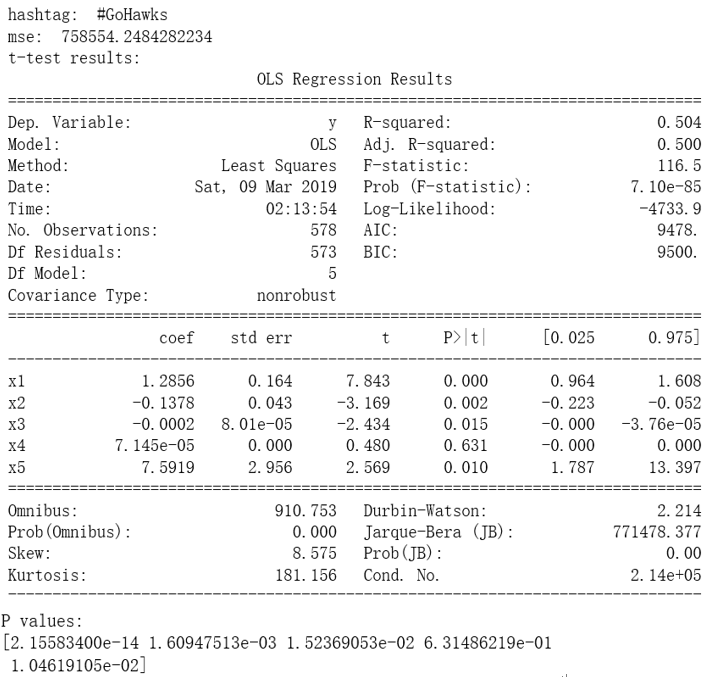 hashtag: #GoHawks
mse: 758554.2484282234
t-test results:
OLS Regression Results
==============================================================================
Dep. Variable: y R-squared: 0.504
Model: OLS Adj. R-squared: 0.500
Method: Least Squares F-statistic: 116.5
Date: Sat, 09 Mar 2019 Prob (F-statistic): 7.10e-85
Time: 02:13:54 Log-Likelihood: -4733.9
No. Observations: 578 AIC: 9478.
Df Residuals: 573 BIC: 9500.
Df Model: 5
Covariance Type: nonrobust
==============================================================================
coef std err t P>|t| [0.025 0.975]
------------------------------------------------------------------------------
x1 1.2856 0.164 7.843 0.000 0.964 1.608
x2 -0.1378 0.043 -3.169 0.002 -0.223 -0.052
x3 -0.0002 8.01e-05 -2.434 0.015 -0.000 -3.76e-05
x4 7.145e-05 0.000 0.480 0.631 -0.000 0.000
x5 7.5919 2.956 2.569 0.010 1.787 13.397
==============================================================================
Omnibus: 910.753 Durbin-Watson: 2.214
Prob(Omnibus): 0.000 Jarque-Bera (JB): 771478.377
Skew: 8.575 Prob(JB): 0.00
Kurtosis: 181.156 Cond. No. 2.14e+05
------------------------------------------------------------------------------
P values:
[2.15583400e-14 1.60947513e-03 1.52369053e-02 6.31486219e-01
1.04619105e-02]